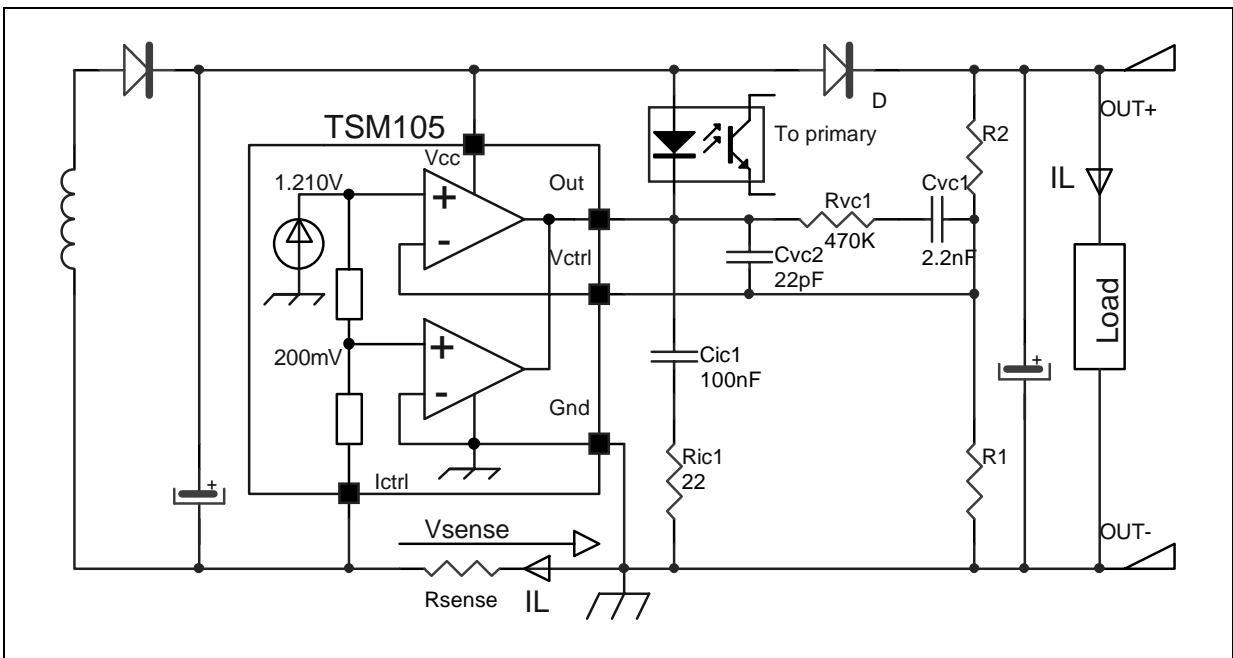 D
OUT+
TSM105
To primary
R2
Vcc
1.210V
Out
Cvc1
IL
Rvc1
+
-
470K
2.2nF
Vctrl
Cvc2
22pF
Load
200mV
+
-
Cic1
100nF
+
Gnd
Ric1
22
R1
Ictrl
+
Vsense
OUT-
Rsense
IL